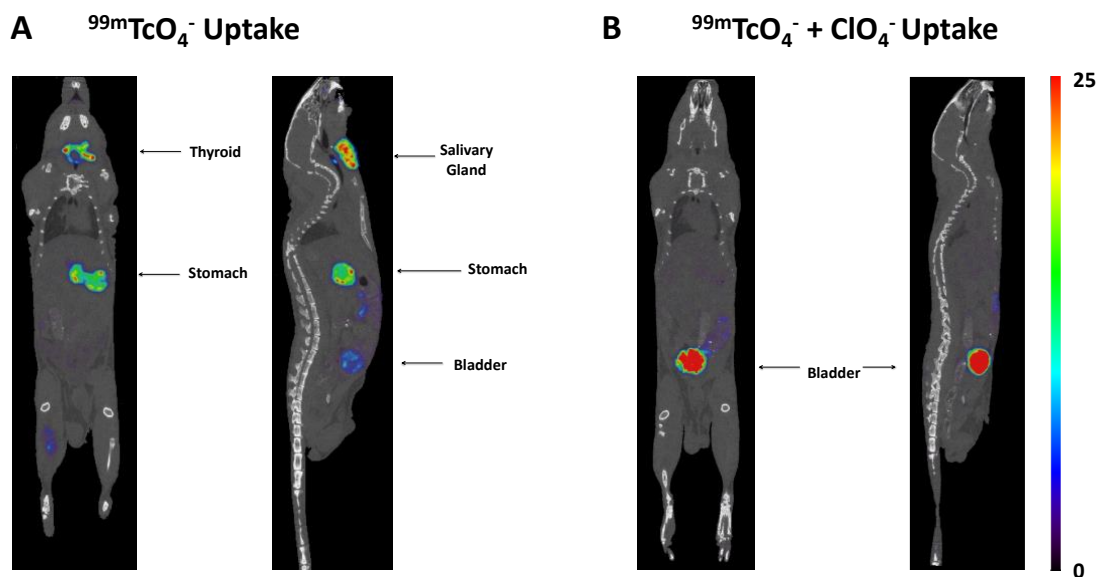 A ⁹⁹ᵐTcO₄⁻ Uptake
B ⁹⁹ᵐTcO₄⁻ + ClO₄⁻ Uptake
25
Thyroid
Salivary
Gland
Stomach
Stomach
Bladder
Bladder
0